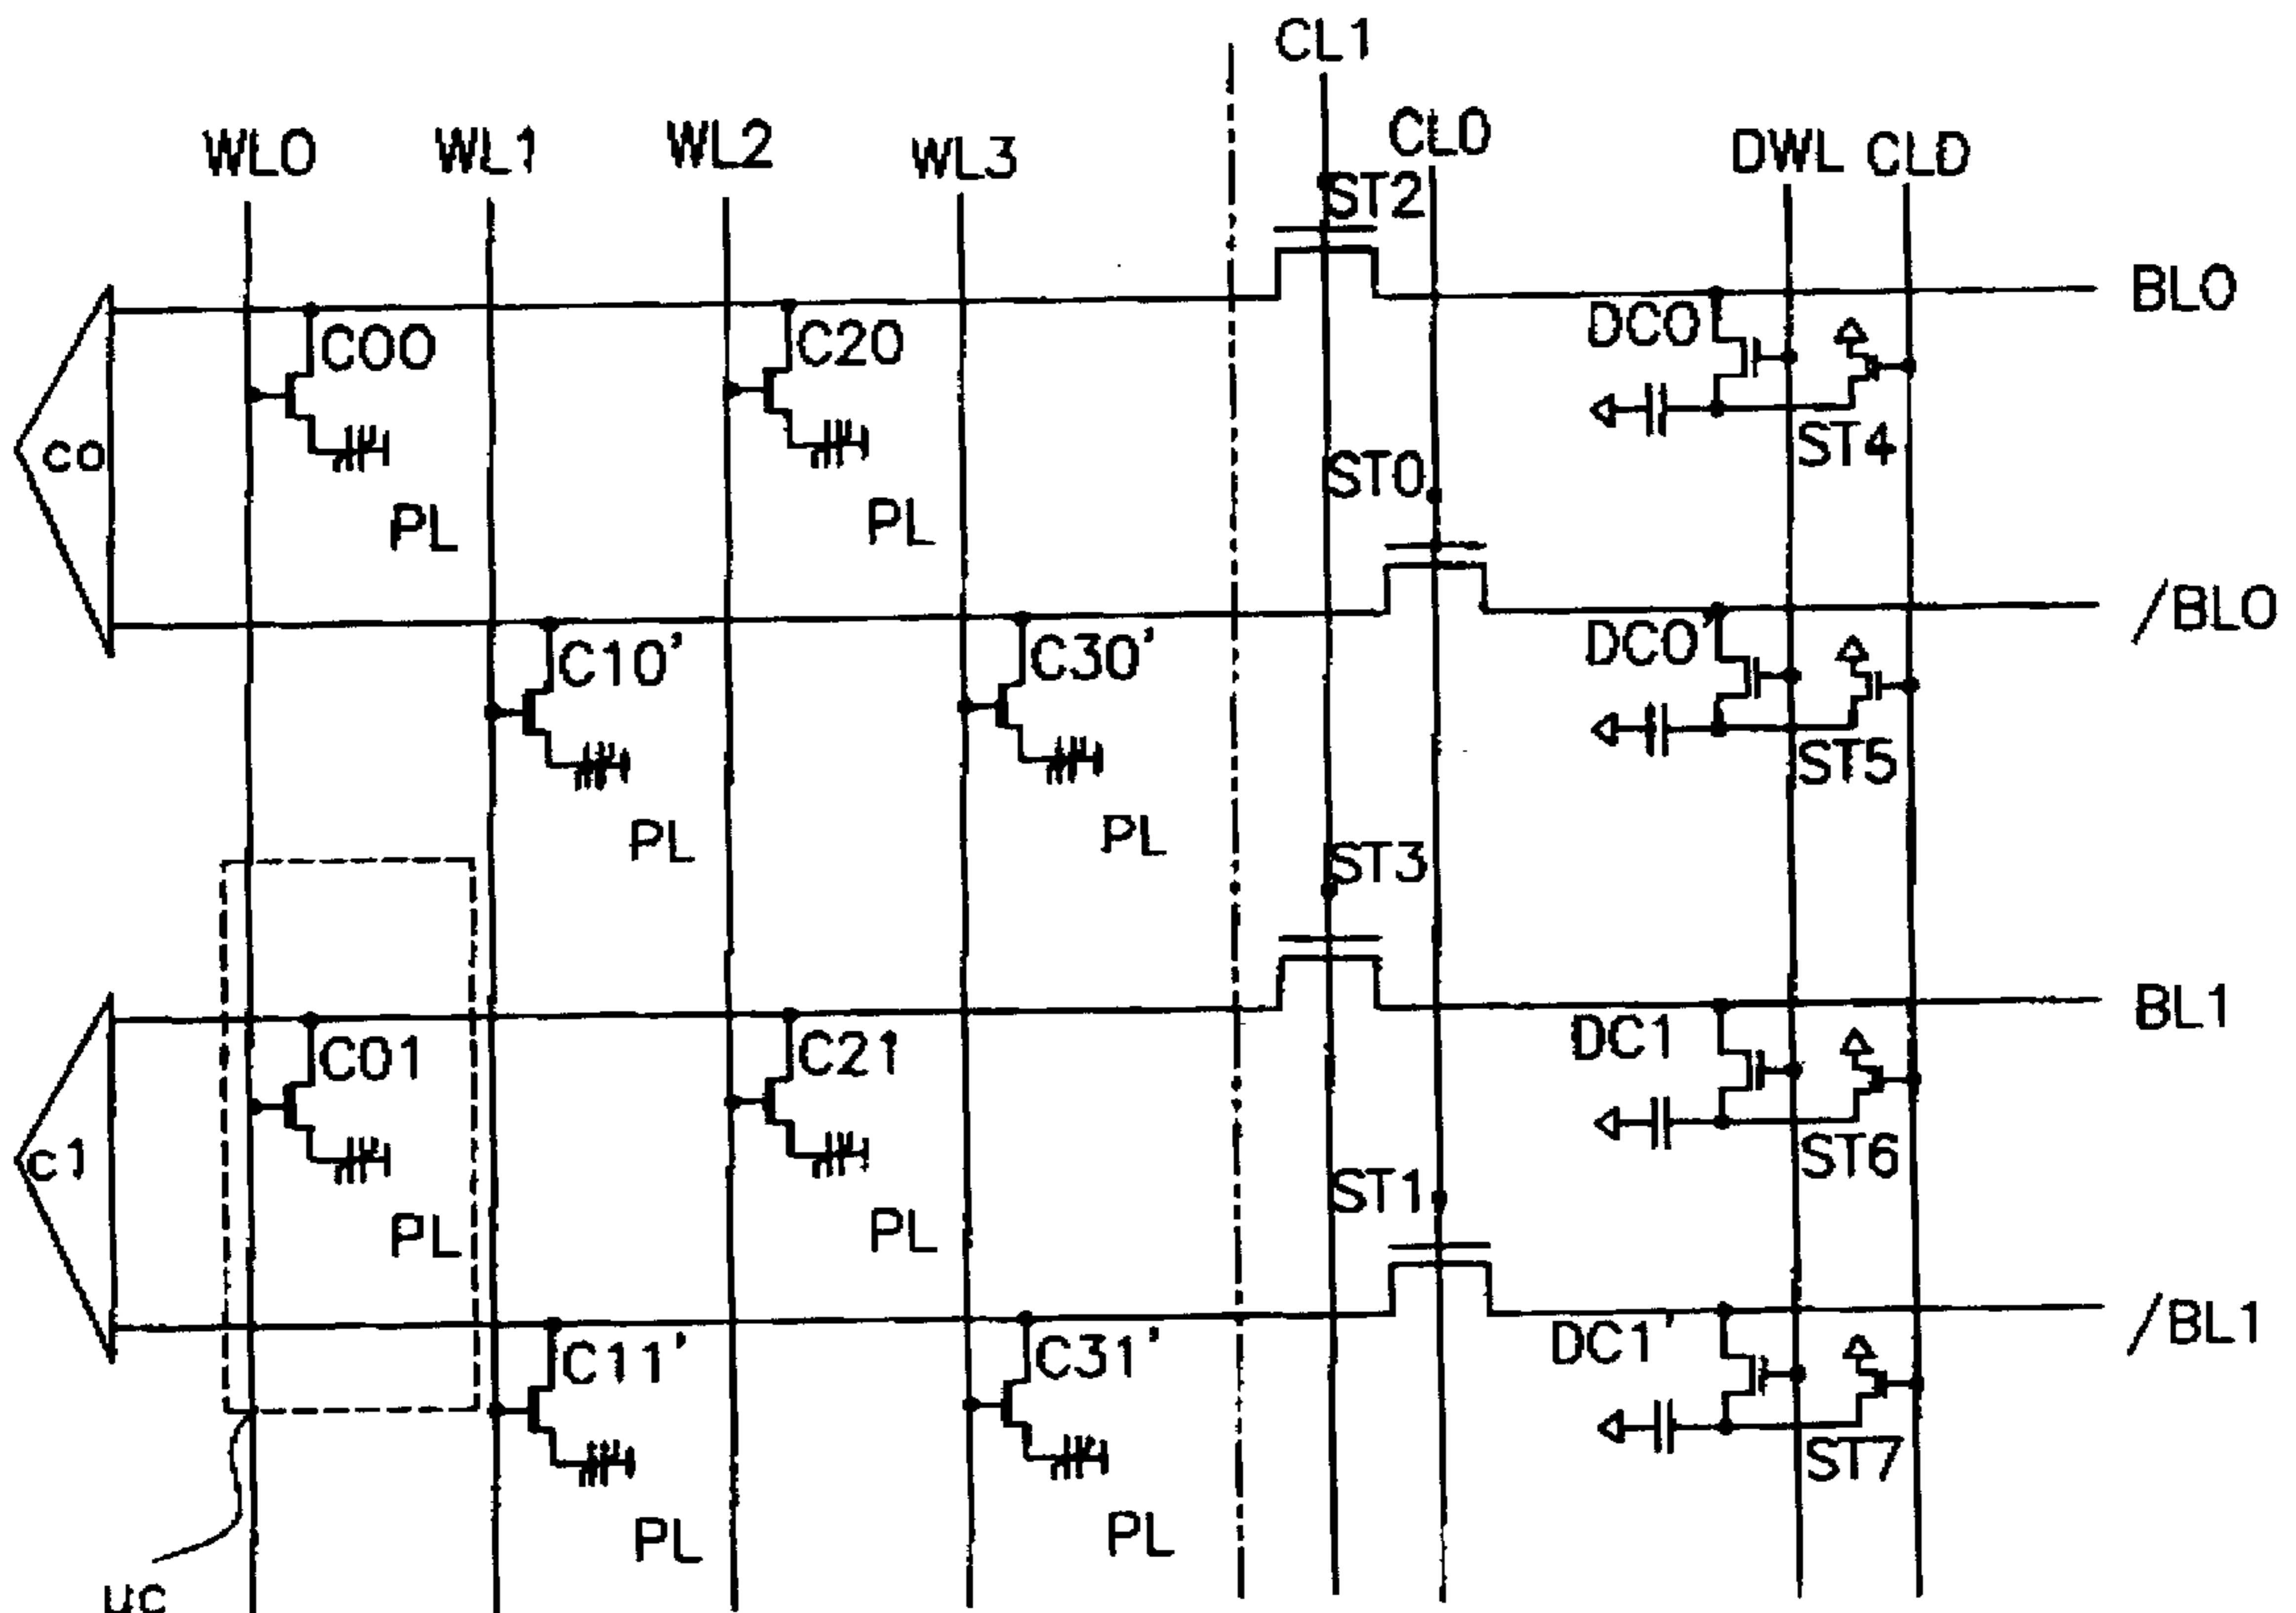 CL1
WL0 WL1 WL2 WL3 CL0 DWL CLD
ST2
BL0
C00 C20 DC0
co ST4
ST0
PL PL
/BL0
C10' C30' DC0'
ST5
PL PL
ST3
BL1
C01 C21 DC1
c1 ST6
ST1
PL PL
/BL1
C11' C31' DC1'
ST7
PL PL